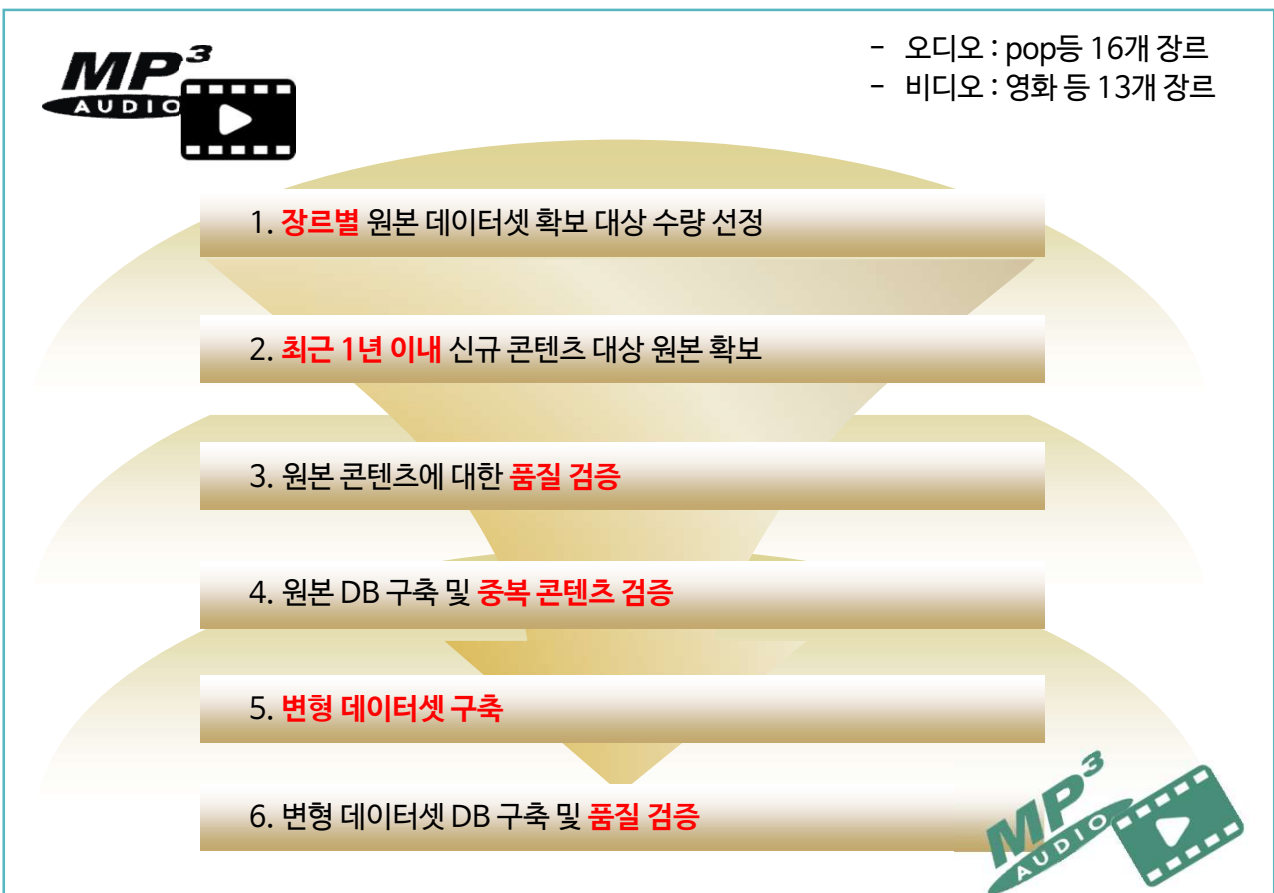 MP3
AUDIO
- 오디오 : pop등 16개 장르
- 비디오 : 영화 등 13개 장르
1. 장르별 원본 데이터셋 확보 대상 수량 선정
2. 최근 1년 이내 신규 콘텐츠 대상 원본 확보
3. 원본 콘텐츠에 대한 품질 검증
4. 원본 DB 구축 및 중복 콘텐츠 검증
5. 변형 데이터셋 구축
6. 변형 데이터셋 DB 구축 및 품질 검증
MP3
AUDIO